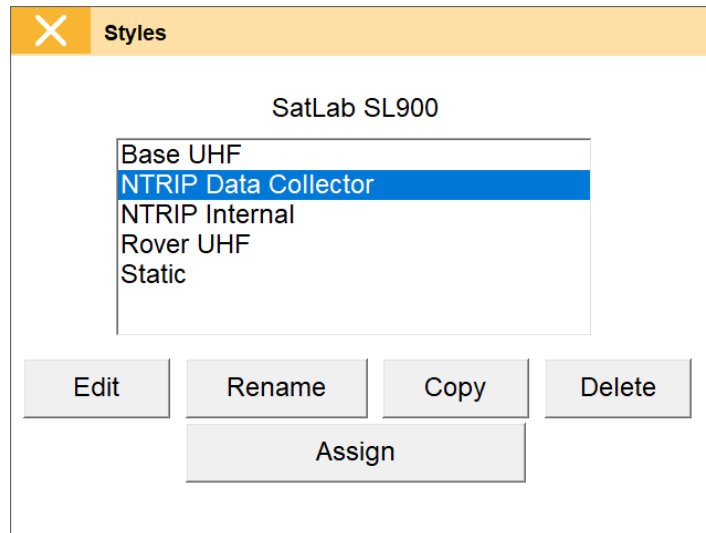 Styles
SatLab SL900
Base UHF
NTRIP Data Collector
NTRIP Internal
Rover UHF
Static
Edit Rename Copy Delete
Assign